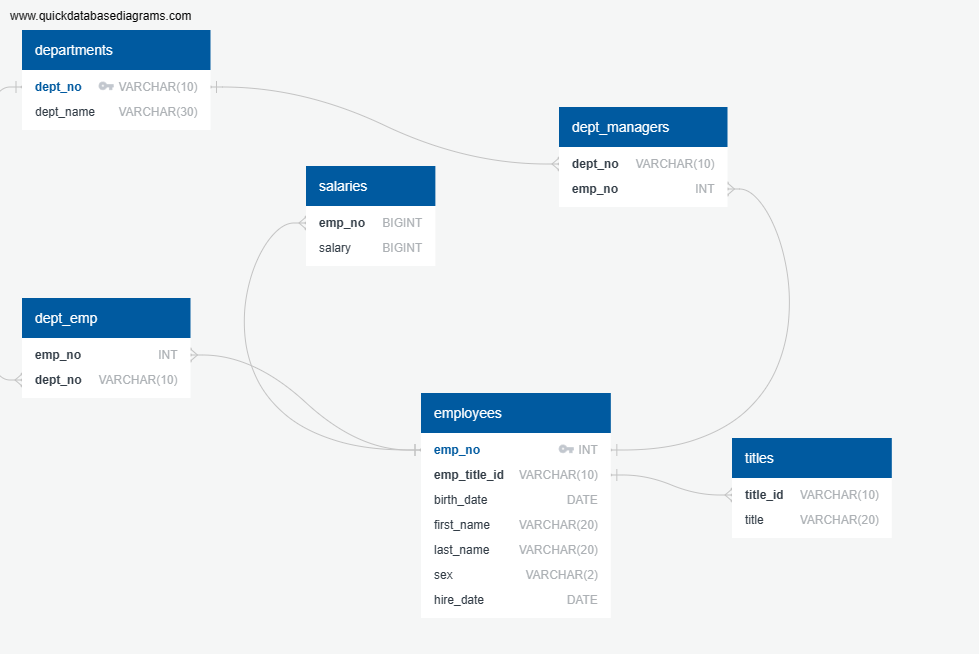 www.quickdatabasediagrams.com
departments
dept_no VARCHAR(10)
dept_name VARCHAR(30)
dept_managers
dept_no VARCHAR(10)
emp_no INT
salaries
emp_no BIGINT
salary BIGINT
dept_emp
emp_no INT
dept_no VARCHAR(10)
employees
emp_no INT
emp_title_id VARCHAR(10)
birth_date DATE
first_name VARCHAR(20)
last_name VARCHAR(20)
sex VARCHAR(2)
hire_date DATE
titles
title_id VARCHAR(10)
title VARCHAR(20)